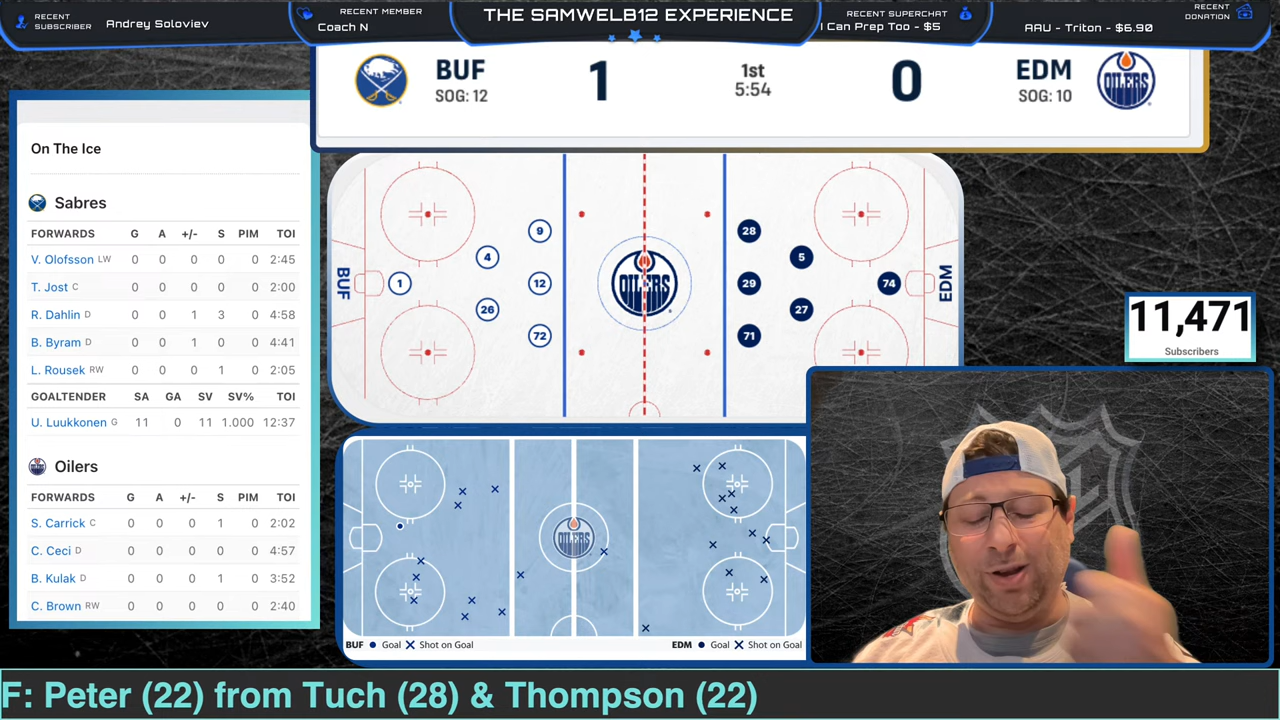 RECENT SUBSCRIBER
Andrey Soloviev
RECENT MEMBER
Coach N
THE SAMWELB12 EXPERIENCE
RECENT SUPERCHAT
I Can Prep Too - $5
RECENT DONATION
AAU - Triton - $6.90
BUF
SOG: 12
1
1st
5:54
0
EDM
SOG: 10
OILERS
On The Ice
Sabres
FORWARDS G A +/- S PIM TOI
V. Olofsson LW 0 0 0 0 0 2:45
T. Jost C 0 0 0 0 0 2:00
R. Dahlin D 0 0 1 3 0 4:58
B. Byram D 0 0 1 0 0 4:41
L. Rousek RW 0 0 0 1 0 2:05
GOALTENDER SA GA SV SV% TOI
U. Luukkonen G 11 0 11 1.000 12:37
Oilers
FORWARDS G A +/- S PIM TOI
S. Carrick C 0 0 0 1 0 2:02
C. Ceci D 0 0 0 0 0 4:57
B. Kulak D 0 0 0 1 0 3:52
C. Brown RW 0 0 0 0 0 2:40
BUF
1
4
26
9
12
72
OILERS
28
29
71
5
27
74
EDM
11,471
Subscribers
OILERS
BUF Goal Shot on Goal
EDM Goal Shot on Goal
F: Peter (22) from Tuch (28) & Thompson (22)